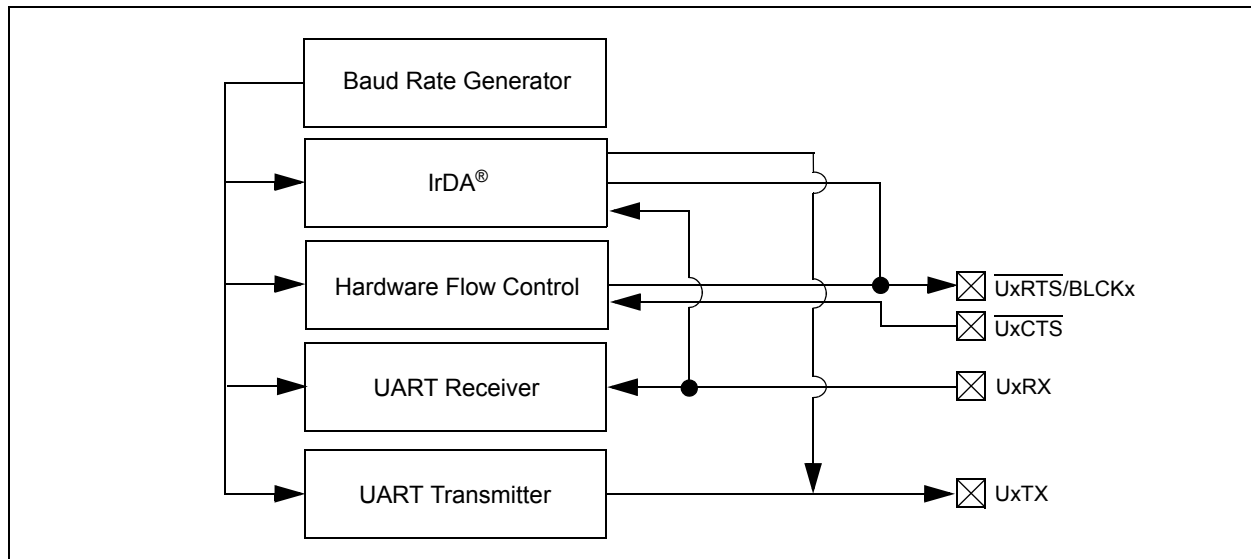 Baud Rate Generator
IrDA®
Hardware Flow Control
UxRTS/BLCKx
UxCTS
UART Receiver
UxRX
UART Transmitter
UxTX